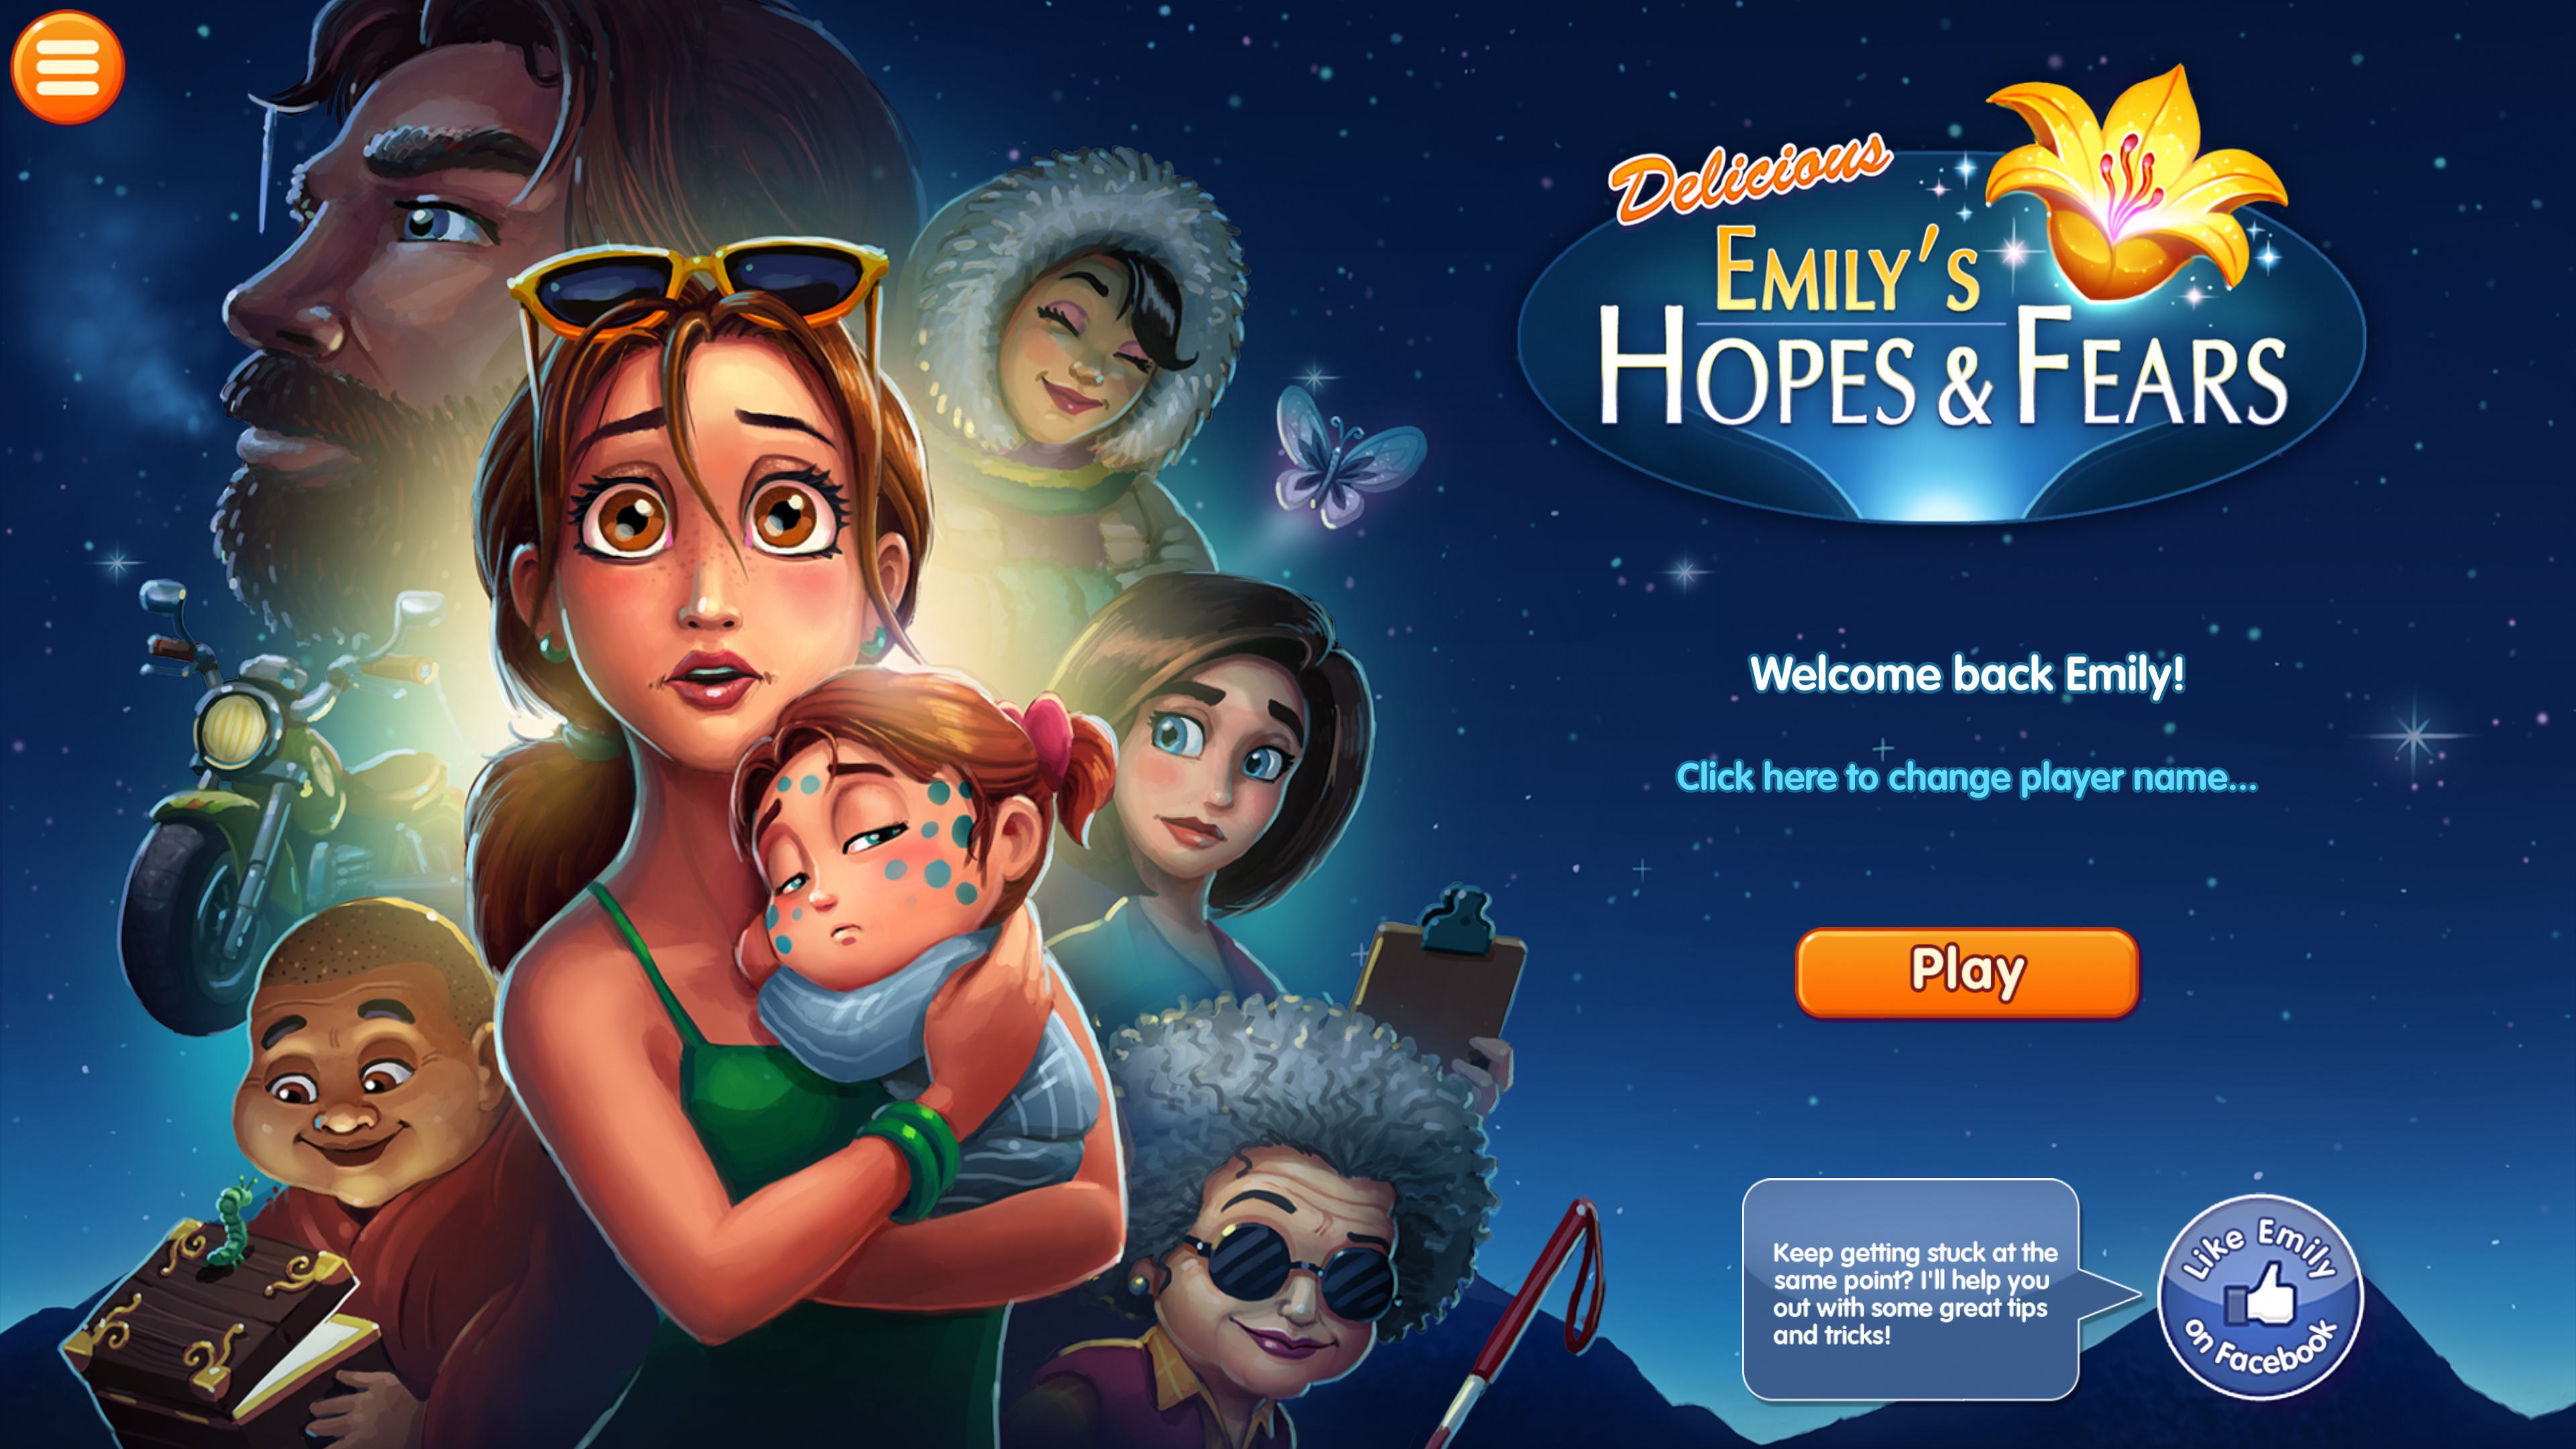 Delicious
EMILY'S
HOPES & FEARS
Welcome back Emily!
Click here to change player name...
Play
Keep getting stuck at the
same point? I'll help you
out with some great tips
and tricks!
Like Emily
on Facebook